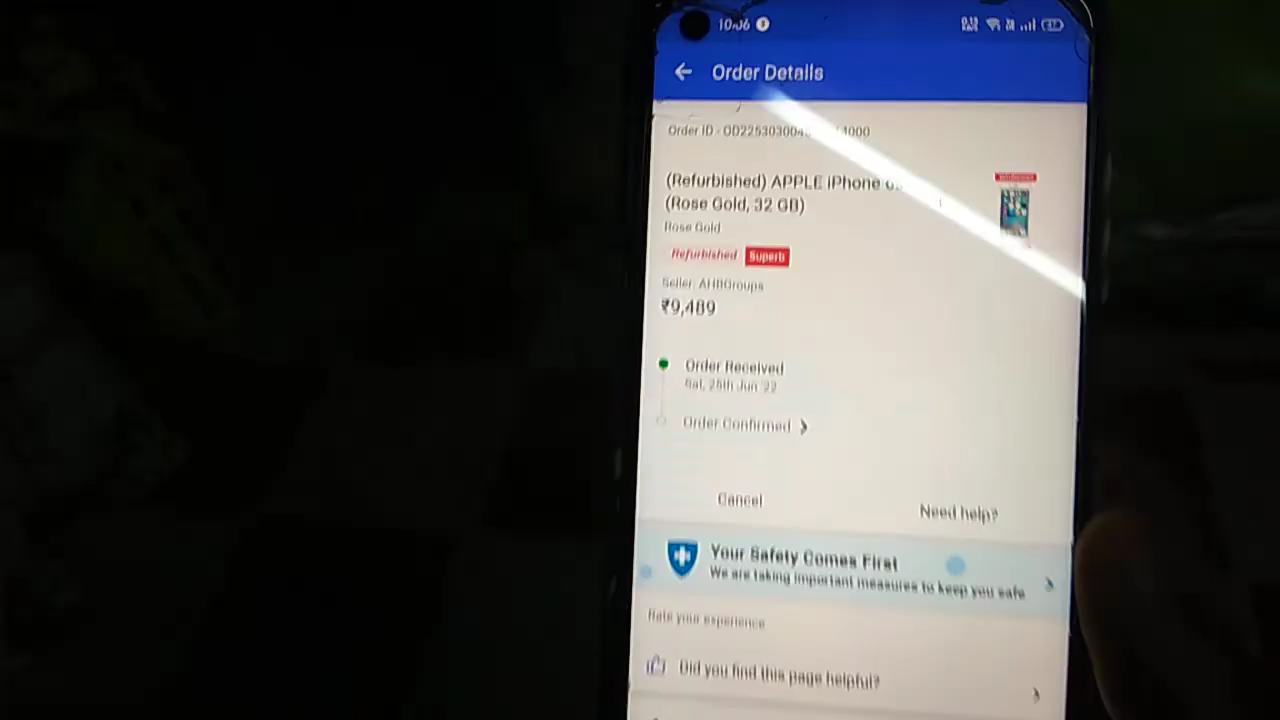 10:06
Order Details
Order ID - OD2253030040 4000
(Refurbished) APPLE iPhone
(Rose Gold, 32 GB)
Rose Gold
Refurbished Superb
Seller: AHBGroups
₹9,489
Order Received
Sat, 25th Jun '22
Order Confirmed
Cancel
Need help?
Your Safety Comes First
We are taking important measures to keep you safe
Rate your experience
Did you find this page helpful?